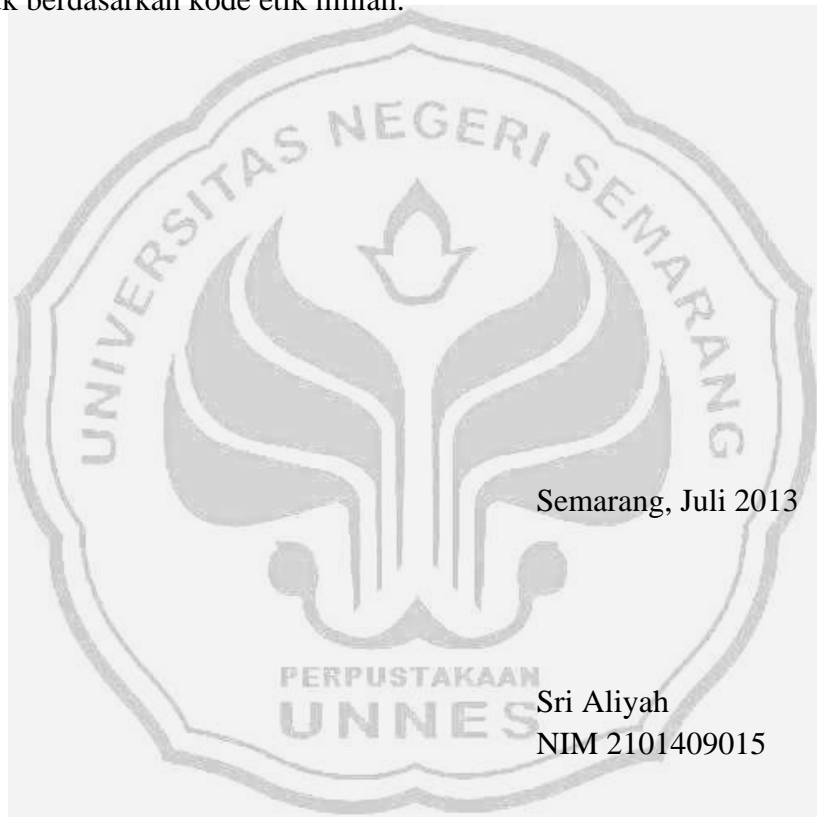 berdasarkan kode etik ilmiah.
UNIVERSITAS NEGERI SEMARANG
Semarang, Juli 2013
PERPUSTAKAAN
UNNES
Sri Aliyah
NIM 2101409015